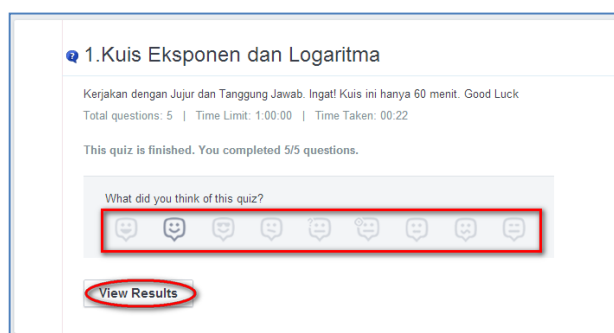 1.Kuis Eksponen dan Logaritma
Kerjakan dengan Jujur dan Tanggung Jawab. Ingat! Kuis ini hanya 60 menit. Good Luck
Total questions: 5 | Time Limit: 1:00:00 | Time Taken: 00:22
This quiz is finished. You completed 5/5 questions.
What did you think of this quiz?
View Results